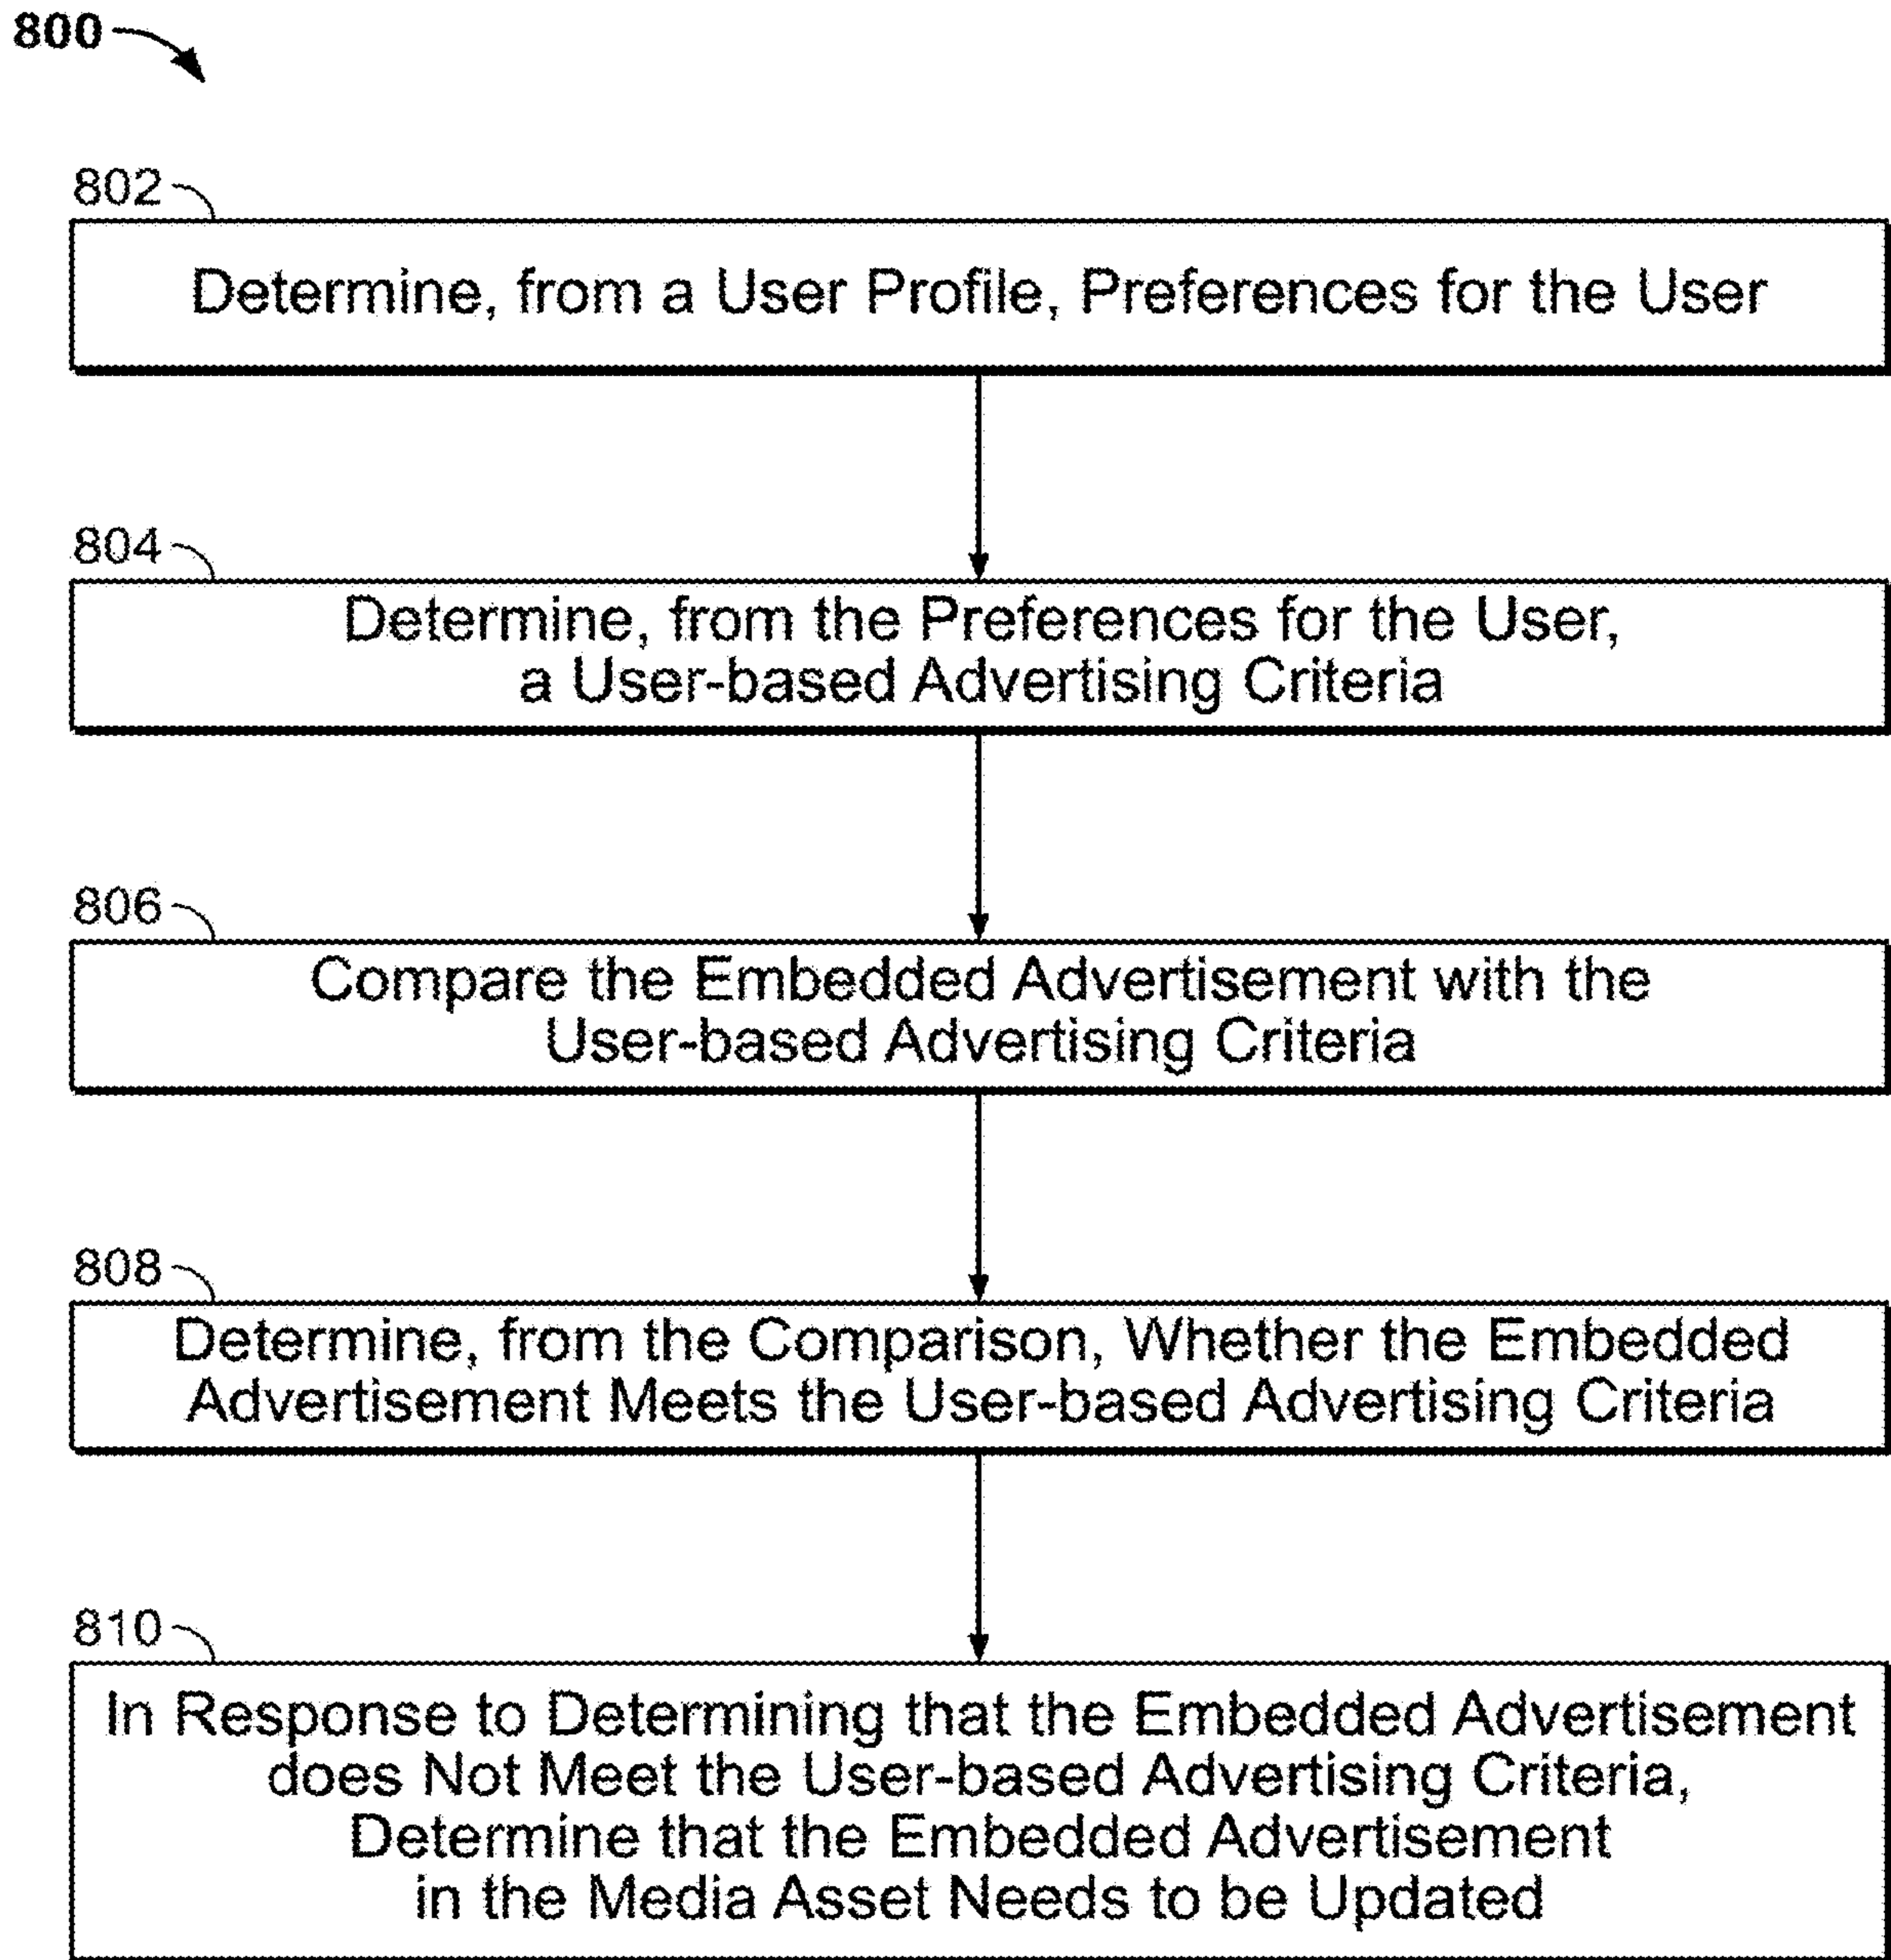 800
802
Determine, from a User Profile, Preferences for the User
804
Determine, from the Preferences for the User,
a User-based Advertising Criteria
806
Compare the Embedded Advertisement with the
User-based Advertising Criteria
808
Determine, from the Comparison, Whether the Embedded
Advertisement Meets the User-based Advertising Criteria
810
In Response to Determining that the Embedded Advertisement
does Not Meet the User-based Advertising Criteria,
Determine that the Embedded Advertisement
in the Media Asset Needs to be Updated